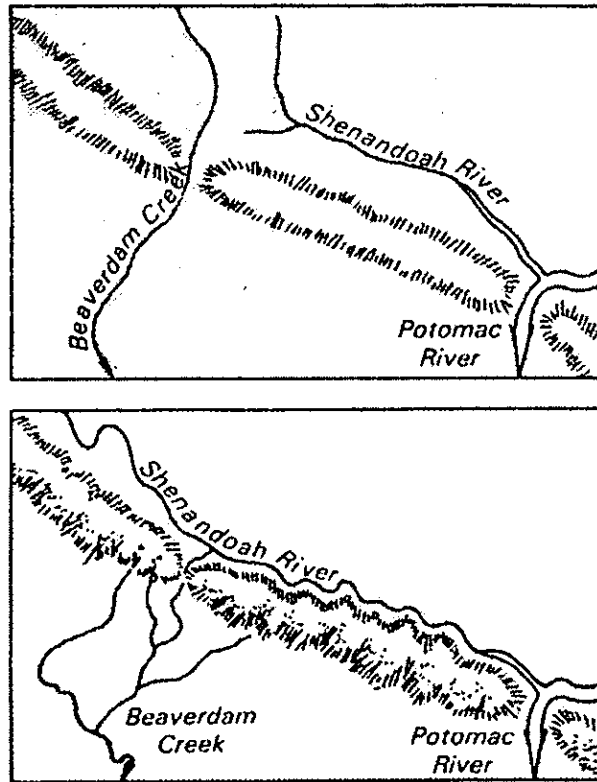 Shenandoah River
Beaverdam Creek
Potomac
River
Shenandoah River
Beaverdam
Creek
Potomac
River